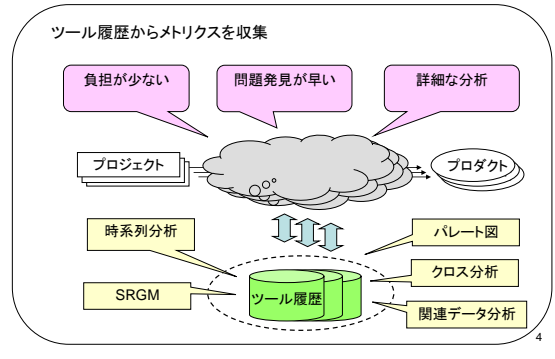 ツール履歴からメトリクスを収集
負担が少ない
問題発見が早い
詳細な分析
プロジェクト
プロダクト
時系列分析
パレート図
クロス分析
SRGM
ツール履歴
関連データ分析
4